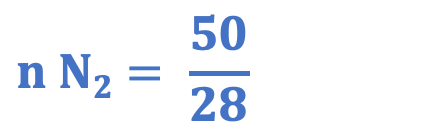 n N₂ = 50/28